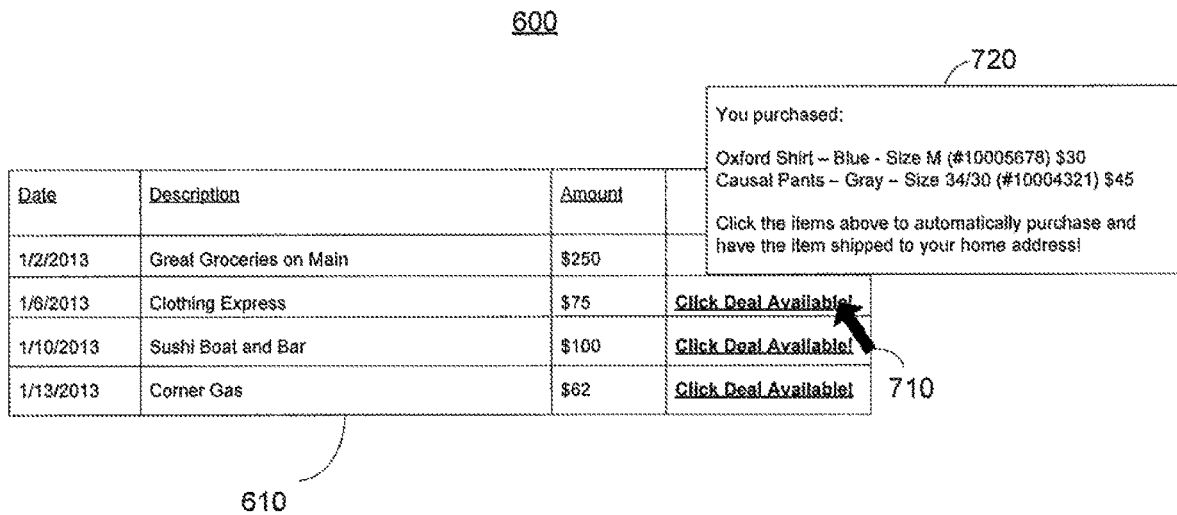 600
720
You purchased:
Oxford Shirt – Blue - Size M (#10005678) $30
Causal Pants – Gray – Size 34/30 (#10004321) $45
Click the items above to automatically purchase and
have the item shipped to your home address!
Date Description Amount
1/2/2013 Great Groceries on Main $250
1/6/2013 Clothing Express $75 Click Deal Available!
1/10/2013 Sushi Boat and Bar $100 Click Deal Available!
1/13/2013 Corner Gas $62 Click Deal Available!
710
610